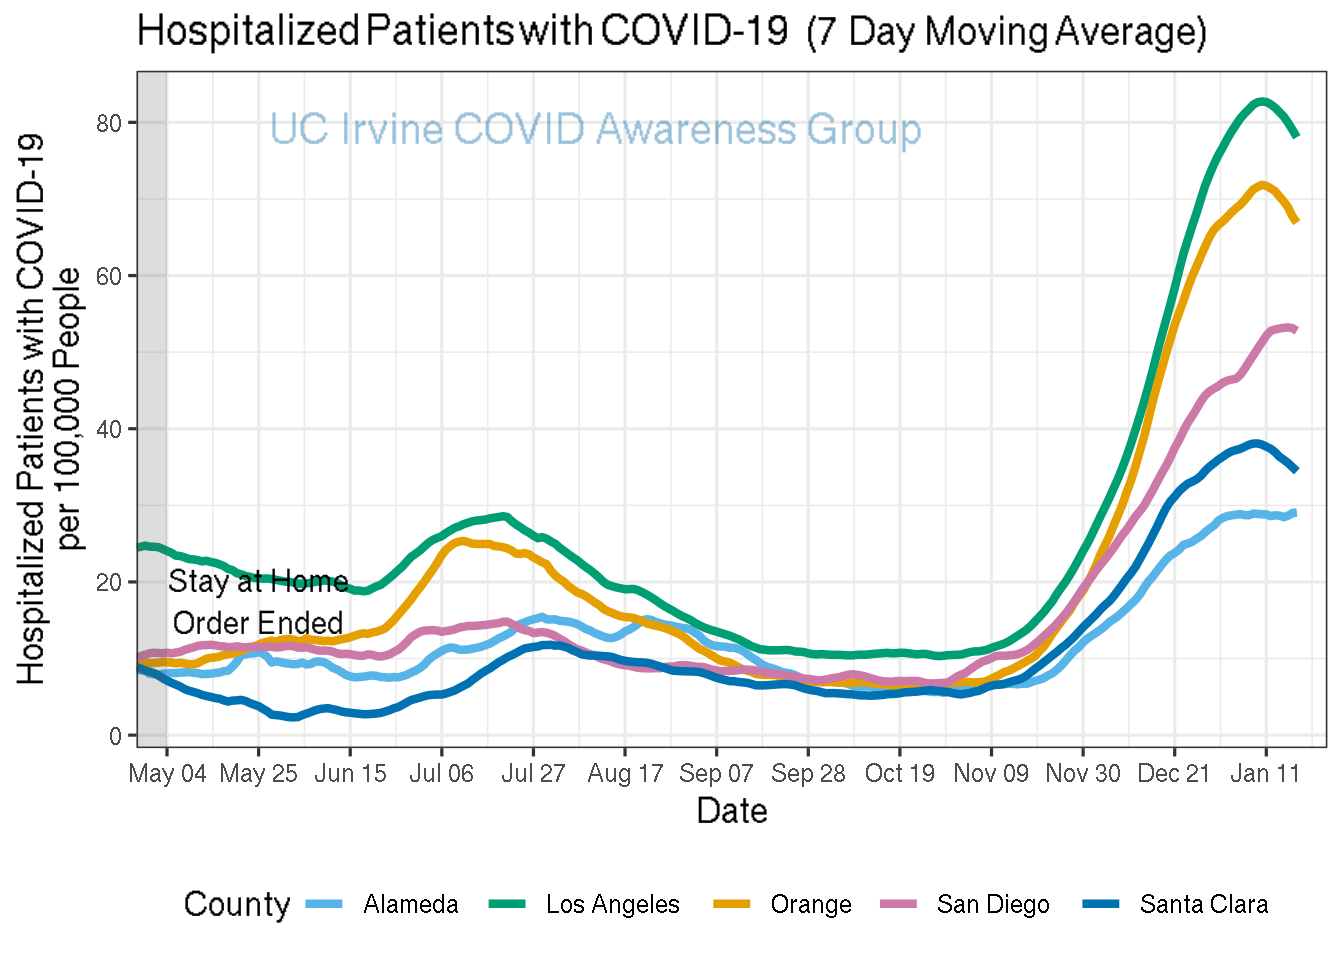 Hospitalized Patients with COVID-19 (7 Day Moving Average)
UC Irvine COVID Awareness Group
Hospitalized Patients with COVID-19
per 100,000 People
80
60
40
20
0
Stay at Home
Order Ended
May 04 May 25 Jun 15 Jul 06 Jul 27 Aug 17 Sep 07 Sep 28 Oct 19 Nov 09 Nov 30 Dec 21 Jan 11
Date
County Alameda Los Angeles Orange San Diego Santa Clara